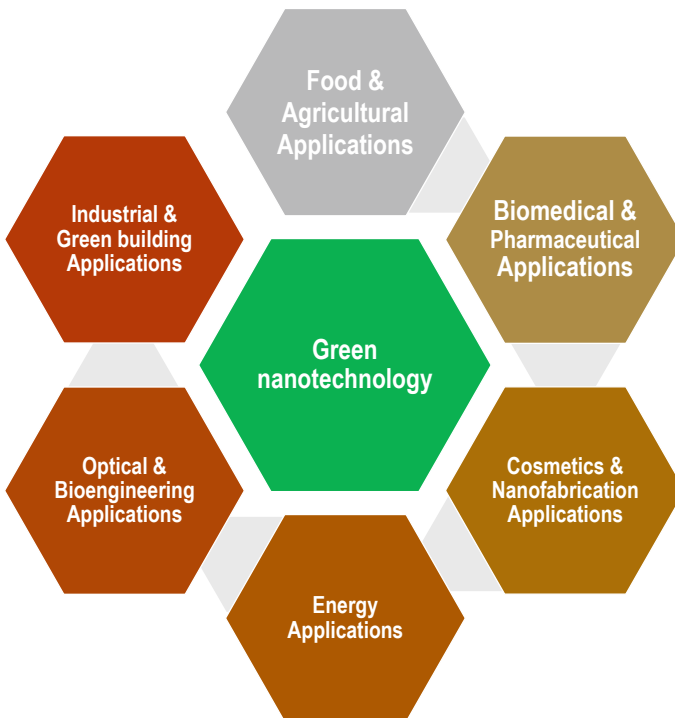 Food &
Agricultural
Applications
Biomedical &
Pharmaceutical
Applications
Industrial &
Green building
Applications
Green
nanotechnology
Optical &
Bioengineering
Applications
Cosmetics &
Nanofabrication
Applications
Energy
Applications